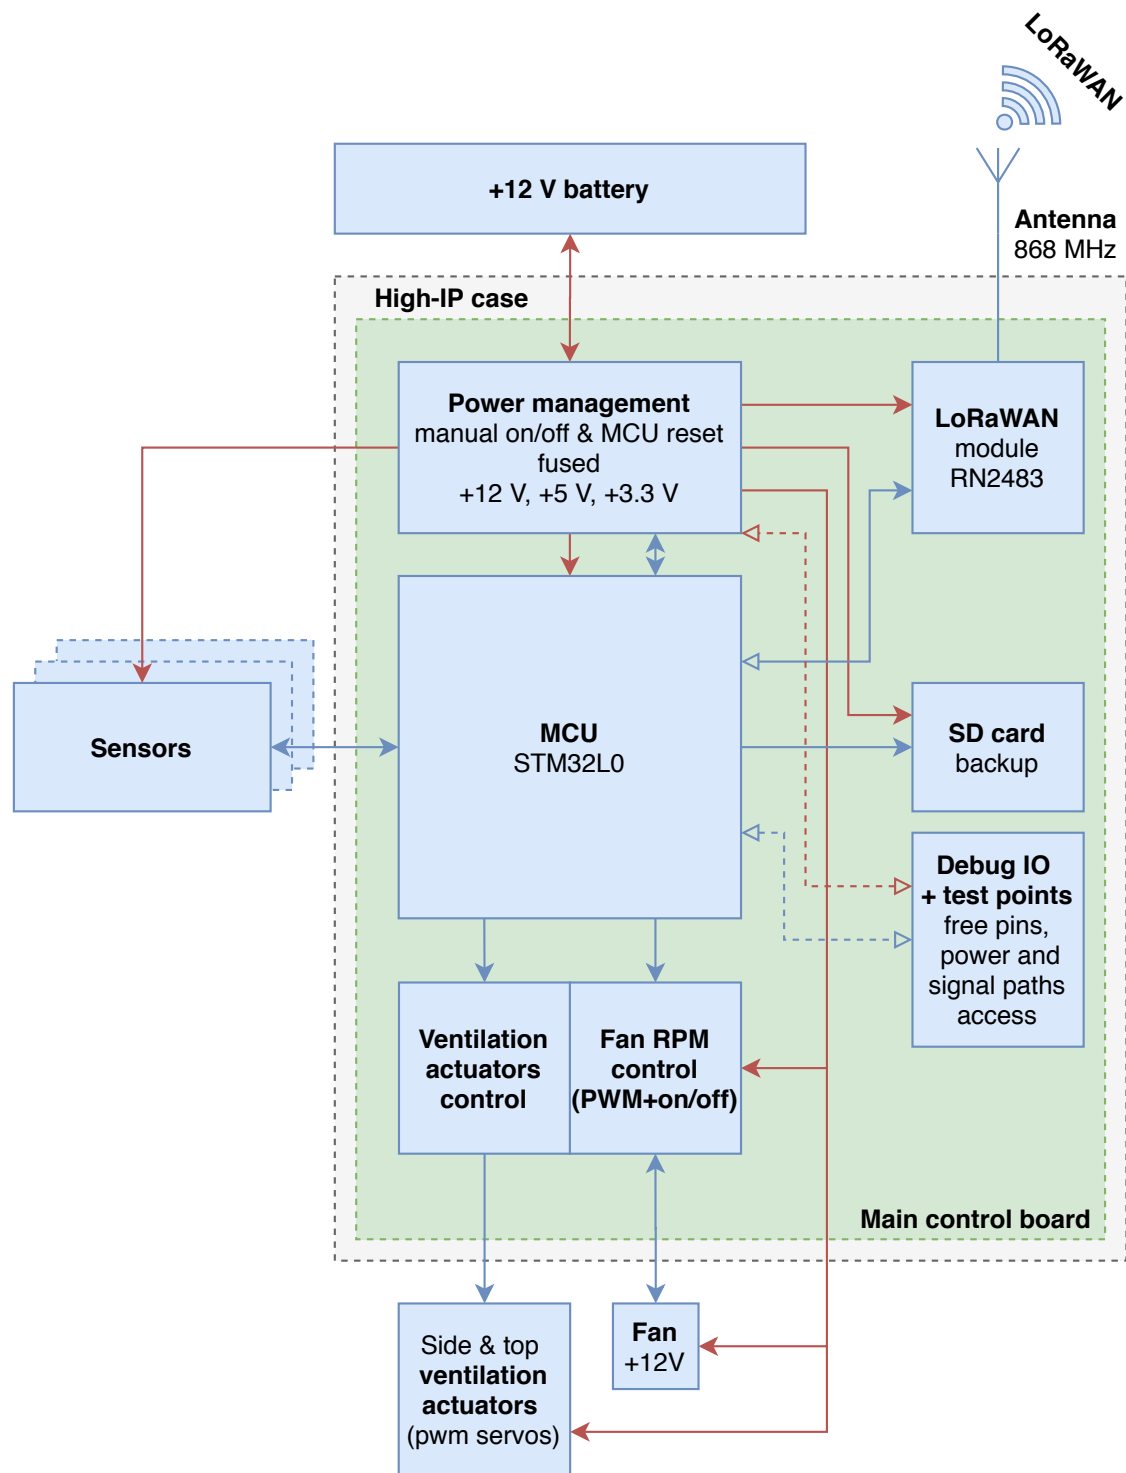 LoRaWAN
+12 V battery
Antenna
868 MHz
High-IP case
Power management
manual on/off & MCU reset
fused
+12 V, +5 V, +3.3 V
LoRaWAN
module
RN2483
Sensors
MCU
STM32L0
SD card
backup
Debug IO
+ test points
free pins,
power and
signal paths
access
Ventilation
actuators
control
Fan RPM
control
(PWM+on/off)
Main control board
Side & top
ventilation
actuators
(pwm servos)
Fan
+12V